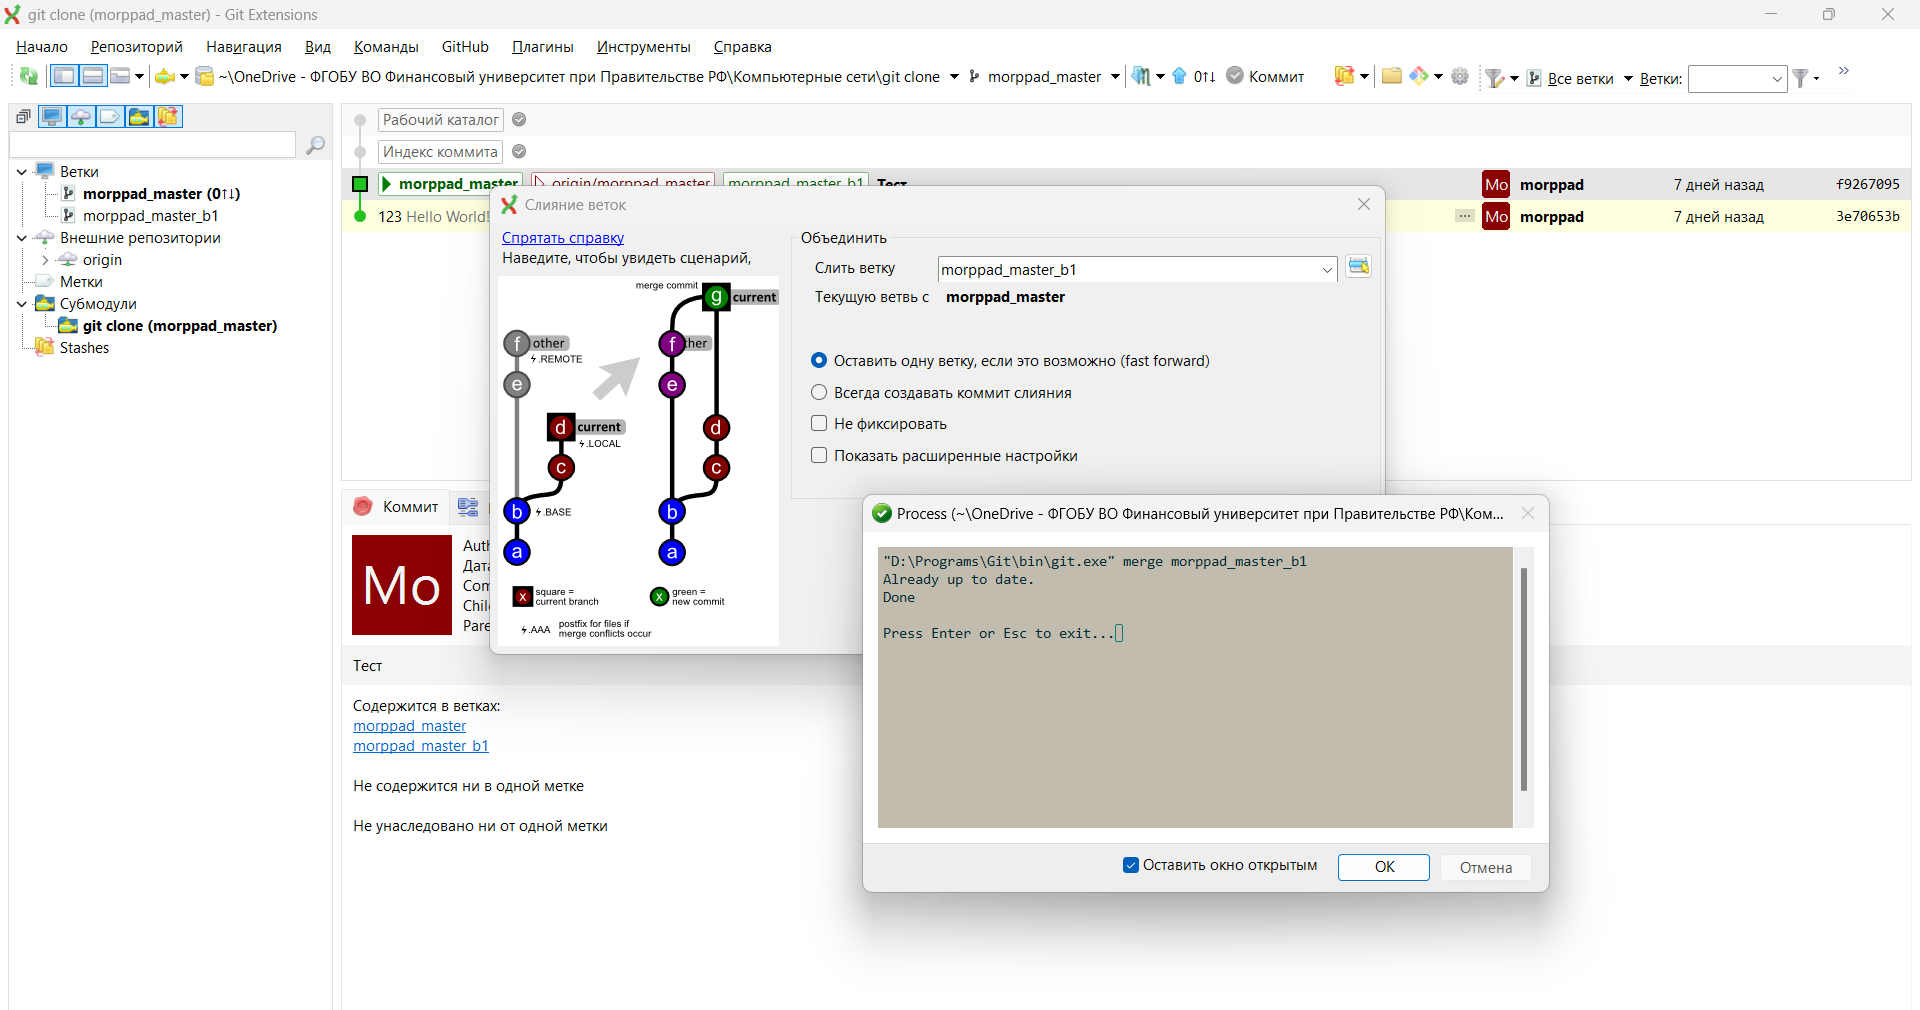 git clone (morppad_master) - Git Extensions
Начало Репозиторий Навигация Вид Команды GitHub Плагины Инструменты Справка
~\OneDrive - ФГОБУ ВО Финансовый университет при Правительстве РФ\Компьютерные сети\git clone morppad_master 0↑↓ Коммит Все ветки Ветки: »
Ветки
morppad_master (0↑↓)
morppad_master_b1
Внешние репозитории
origin
Метки
Субмодули
git clone (morppad_master)
Stashes
Рабочий каталог
Индекс коммита
morppad_master origin/morppad_master morppad_master_b1 Тест Mo morppad 7 дней назад f9267095
123 Hello World! ... Mo morppad 7 дней назад 3e70653b
Слияние веток
Спрятать справку
Наведите, чтобы увидеть сценарий,
merge commit
g current
f other
.REMOTE
e
d current
.LOCAL
c
b .BASE
a
f ther
e
d
c
b
a
x square =
current branch
x green =
new commit
.AAA postfix for files if
merge conflicts occur
Объединить
Слить ветку morppad_master_b1
Текущую ветвь с morppad_master
Оставить одну ветку, если это возможно (fast forward)
Всегда создавать коммит слияния
Не фиксировать
Показать расширенные настройки
Коммит
Mo
Auth
Дата
Com
Chil
Pare
Тест
Содержится в ветках:
morppad_master
morppad_master_b1
Не содержится ни в одной метке
Не унаследовано ни от одной метки
Process (~\OneDrive - ФГОБУ ВО Финансовый университет при Правительстве РФ\Ком...
"D:\Programs\Git\bin\git.exe" merge morppad_master_b1
Already up to date.
Done
Press Enter or Esc to exit...
Оставить окно открытым OK Отмена